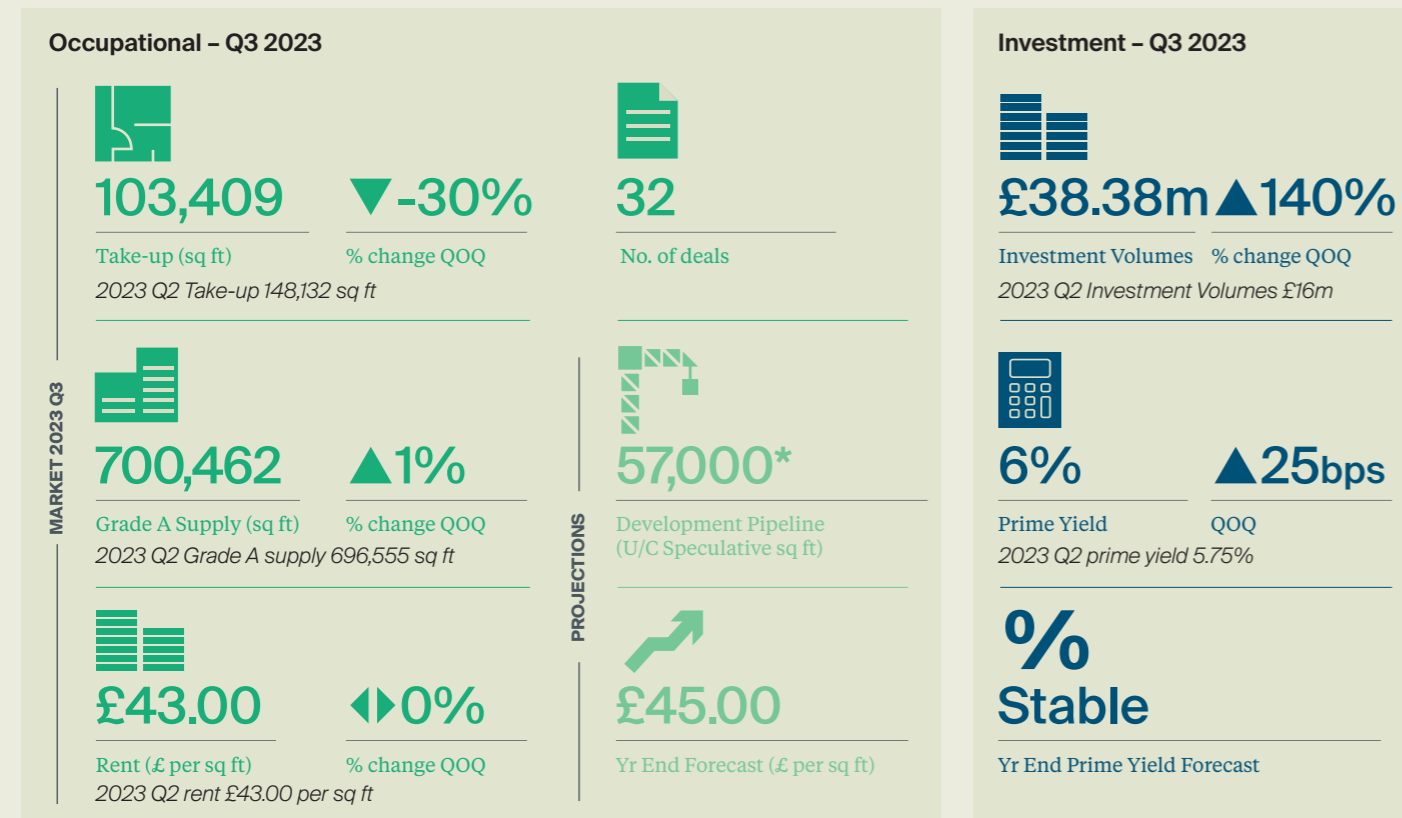 Occupational – Q3 2023
MARKET 2023 Q3
103,409
▼-30%
Take-up (sq ft)
% change QOQ
2023 Q2 Take-up 148,132 sq ft
32
No. of deals
700,462
▲1%
Grade A Supply (sq ft)
% change QOQ
2023 Q2 Grade A supply 696,555 sq ft
£43.00
0%
Rent (£ per sq ft)
% change QOQ
2023 Q2 rent £43.00 per sq ft
PROJECTIONS
57,000*
Development Pipeline
(U/C Speculative sq ft)
£45.00
Yr End Forecast (£ per sq ft)
Investment – Q3 2023
£38.38m
▲140%
Investment Volumes
% change QOQ
2023 Q2 Investment Volumes £16m
6%
▲25bps
Prime Yield
QOQ
2023 Q2 prime yield 5.75%
%
Stable
Yr End Prime Yield Forecast